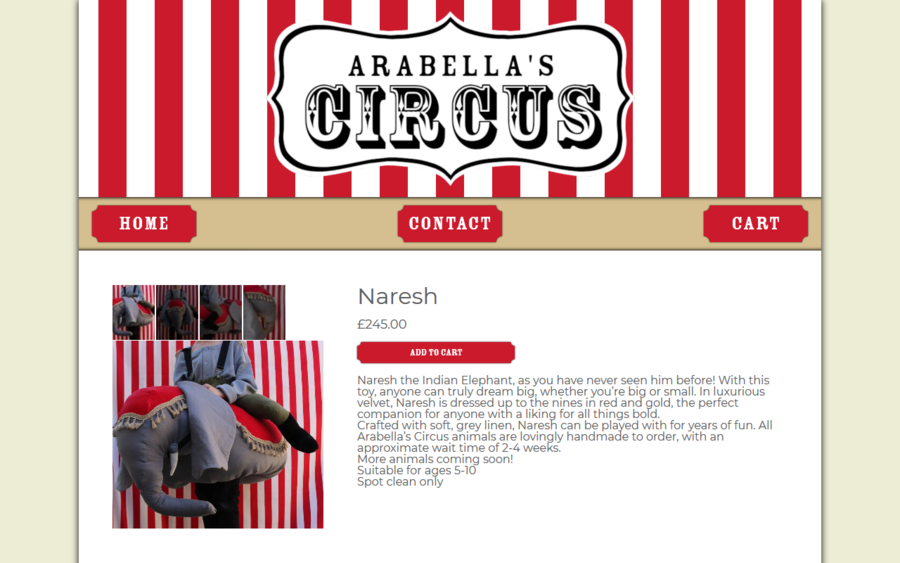 ARABELLA'S
CIRCUS
HOME
CONTACT
CART
Naresh
£245.00
ADD TO CART
Naresh the Indian Elephant, as you have never seen him before! With this
toy, anyone can truly dream big, whether you're big or small. In luxurious
velvet, Naresh is dressed up to the nines in red and gold, the perfect
companion for anyone with a liking for all things bold.
Crafted with soft, grey linen, Naresh can be played with for years of fun. All
Arabella's Circus animals are lovingly handmade to order, with an
approximate wait time of 2-4 weeks.
More animals coming soon!
Suitable for ages 5-10
Spot clean only